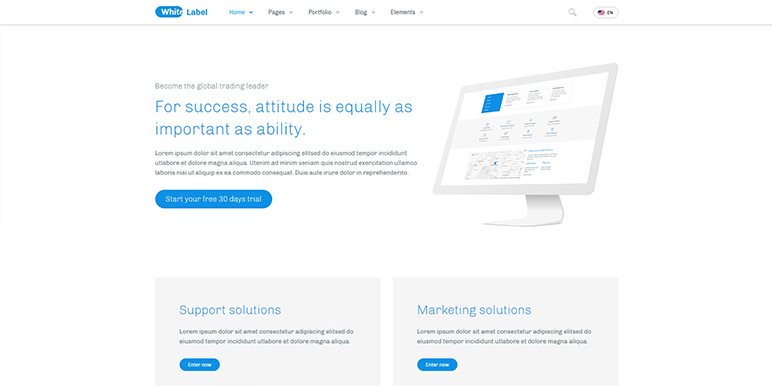 White Label
Home Pages Portfolio Blog Elements EN
Become the global trading leader
For success, attitude is equally as
important as ability.
Lorem ipsum dolor sit amet consectetur adipiscing elitsed do eiusmod tempor incididunt
utlabore et dolore magna aliqua. Utenim ad minim veniam quis nostrud exercitation ullamco
laboris nisi ut aliquip ex ea commodo consequat. Duis aute irure dolor in reprehenderito.
Start your free 30 days trial
Support solutions
Lorem ipsum dolor sit amet consectetur adipiscing elitsed do
eiusmod tempor incididunt utlabore et dolore magna aliqua.
Enter now
Marketing solutions
Lorem ipsum dolor sit amet consectetur adipiscing elitsed do
eiusmod tempor incididunt utlabore et dolore magna aliqua.
Enter now